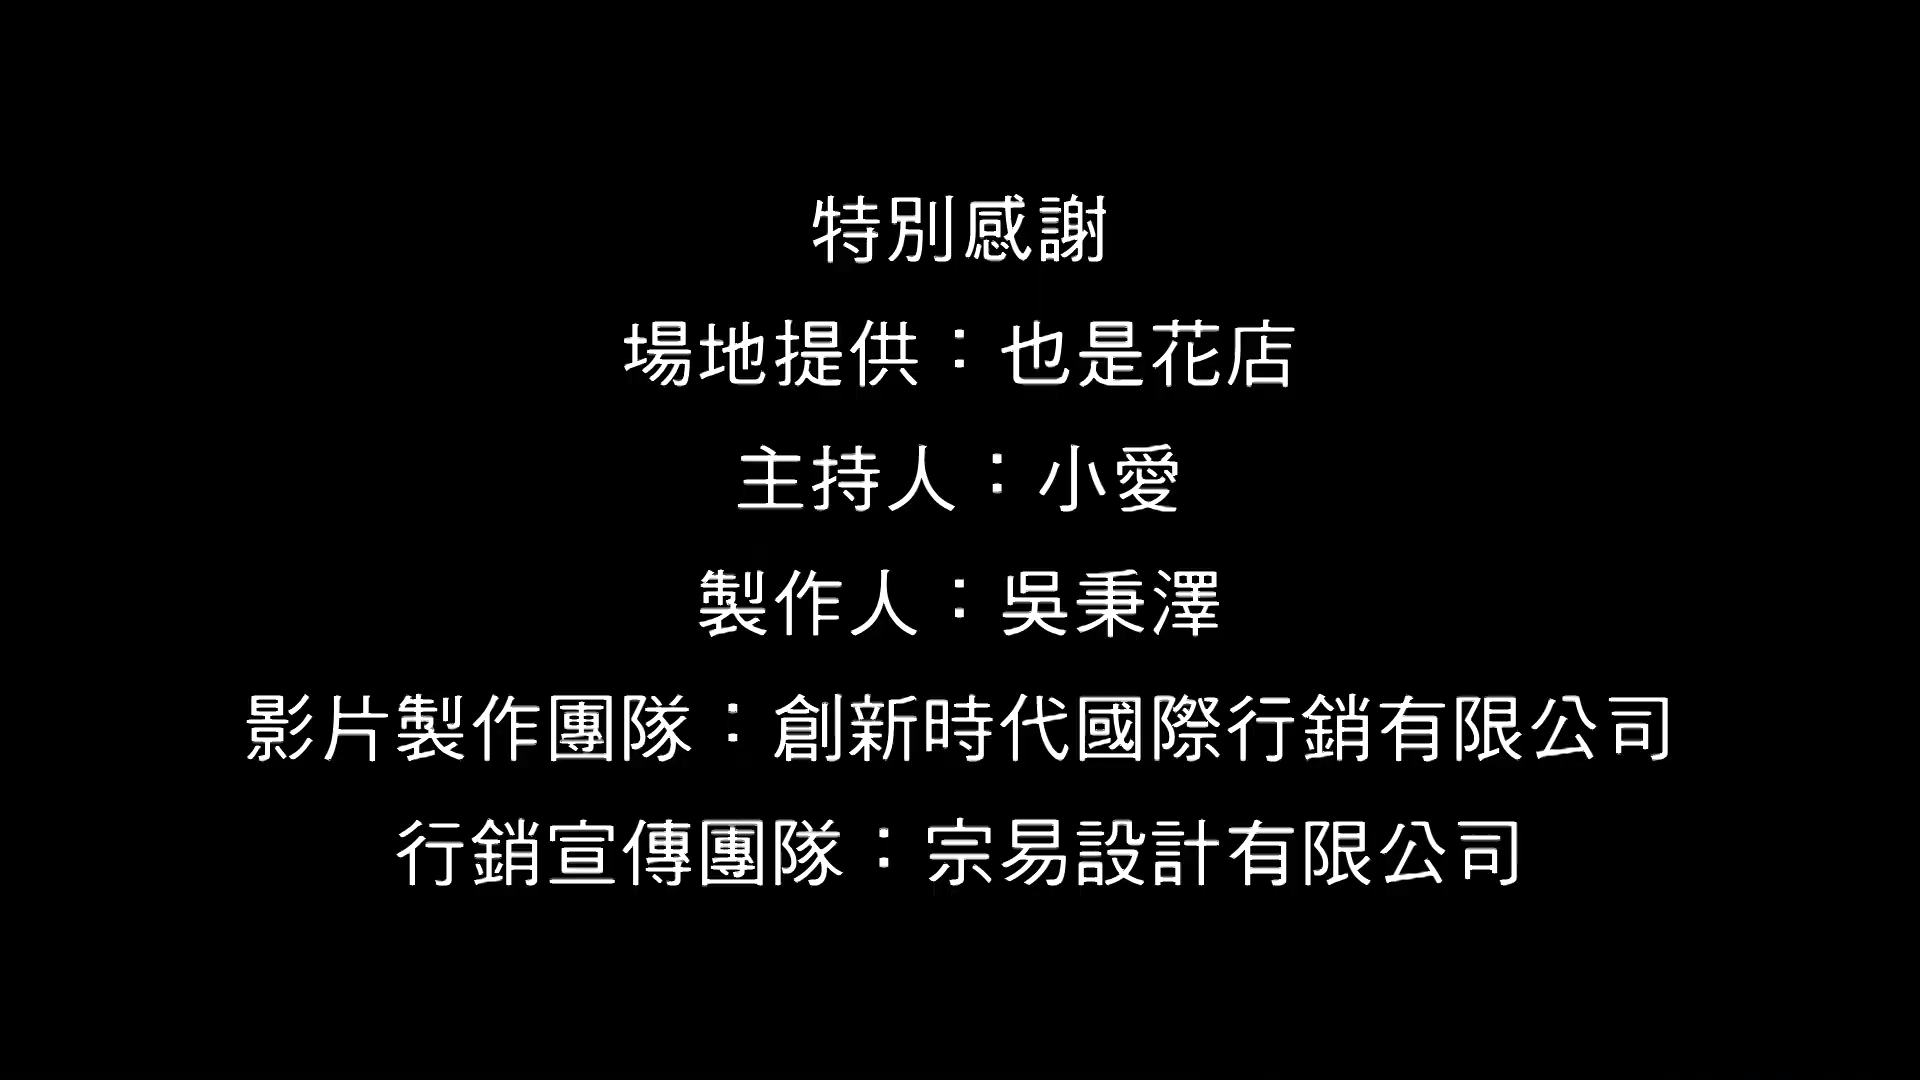 特別感謝
場地提供：也是花店
主持人：小愛
製作人：吳秉澤
影片製作團隊：創新時代國際行銷有限公司
行銷宣傳團隊：宗易設計有限公司